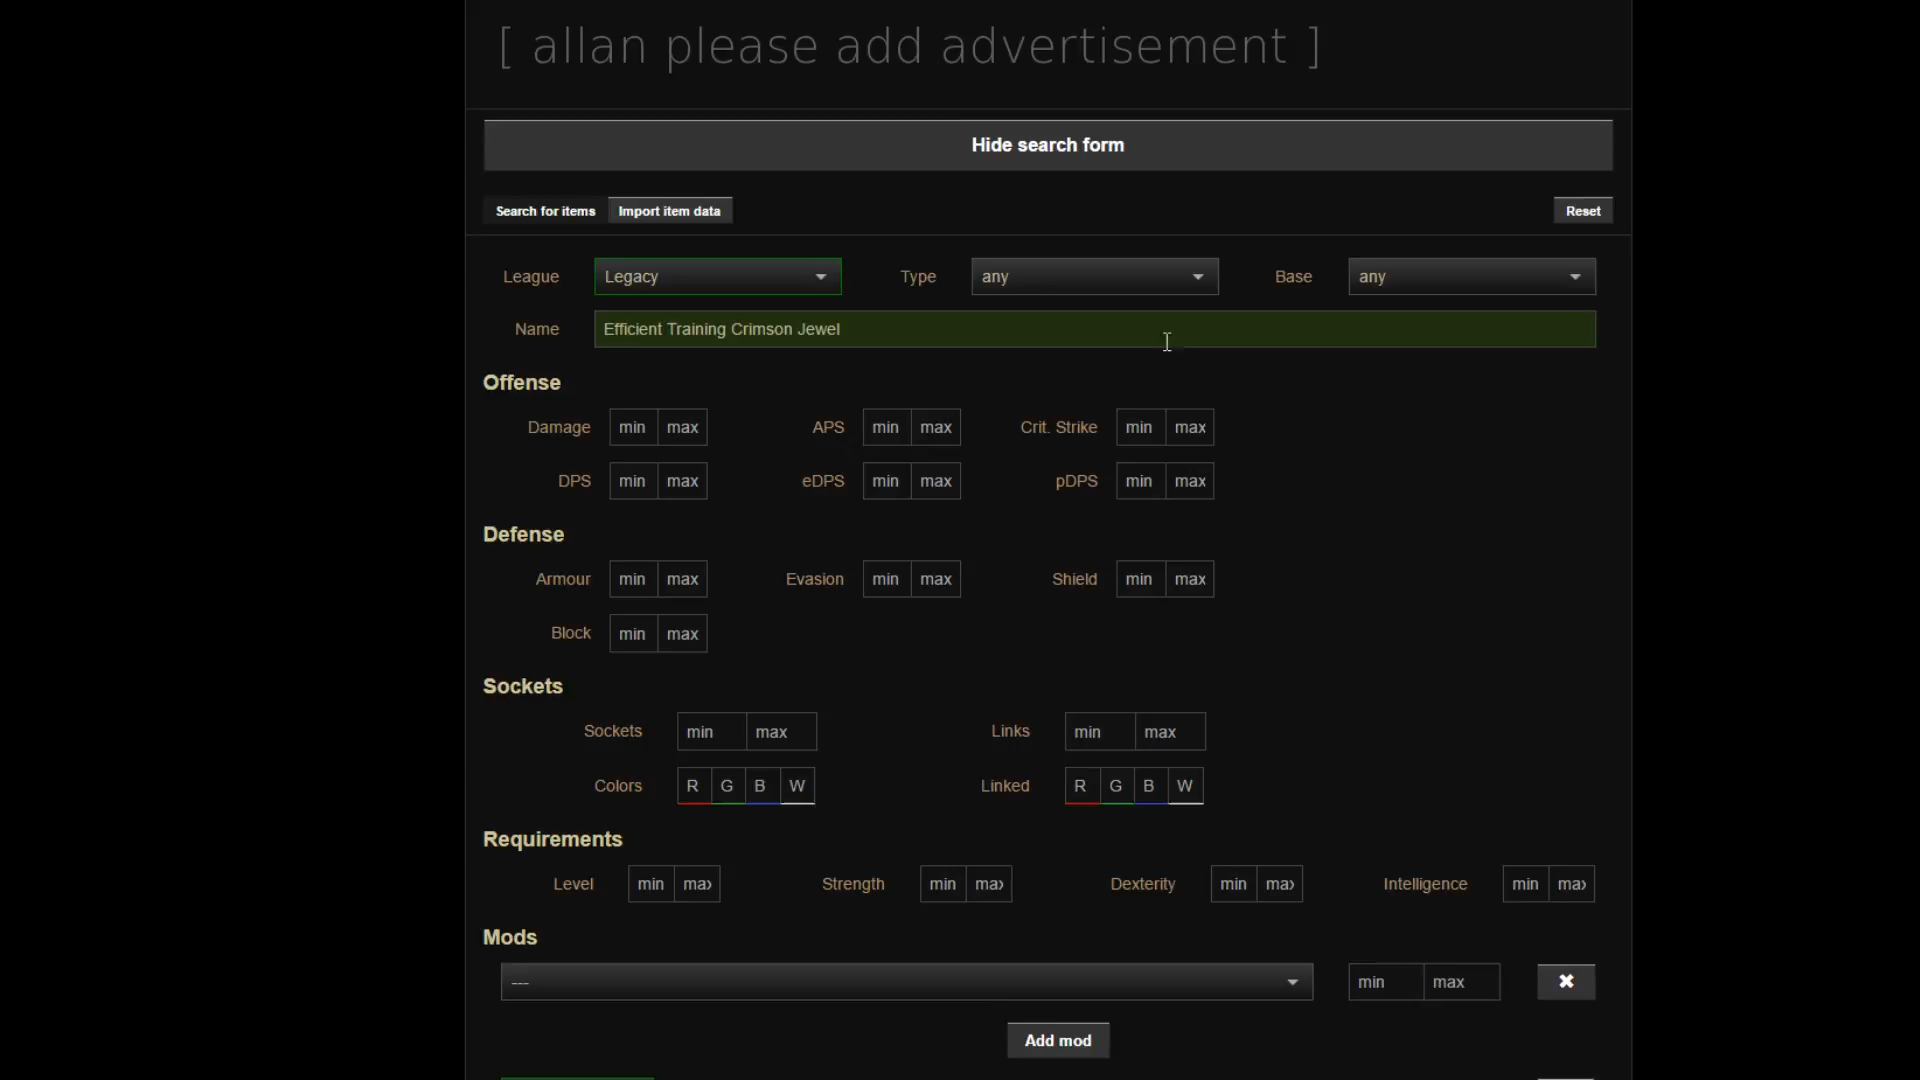 [ allan please add advertisement ]
Hide search form
Search for items Import item data Reset
League Legacy Type any Base any
Name Efficient Training Crimson Jewel
Offense
Damage min max APS min max Crit. Strike min max
DPS min max eDPS min max pDPS min max
Defense
Armour min max Evasion min max Shield min max
Block min max
Sockets
Sockets min max Links min max
Colors R G B W Linked R G B W
Requirements
Level min max Strength min max Dexterity min max Intelligence min max
Mods
--- min max ✖
Add mod